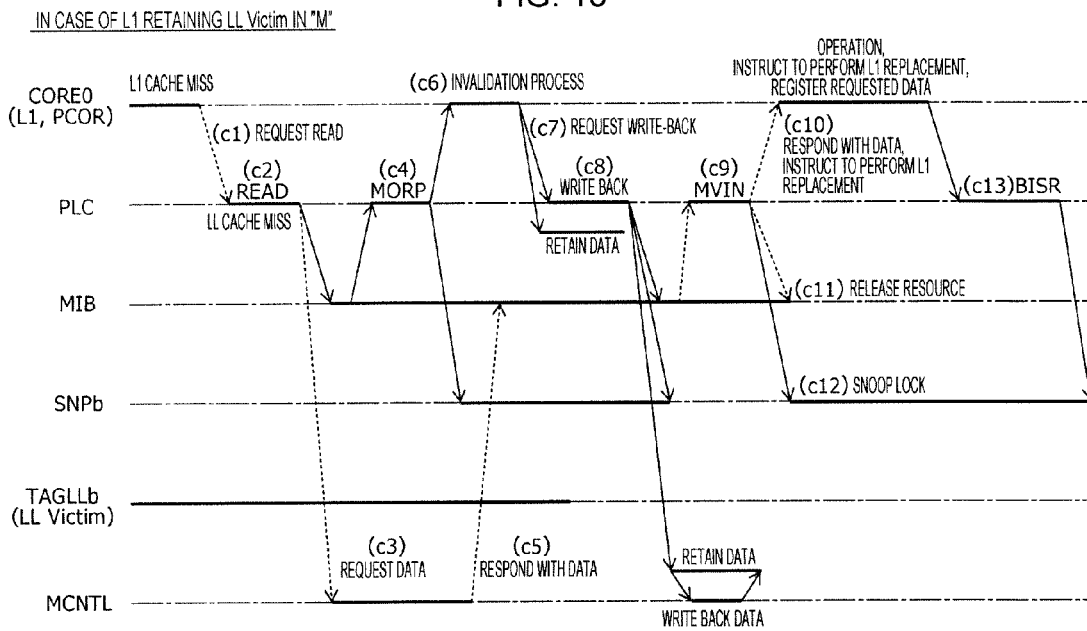 FIG.
IN CASE OF L1 RETAINING LL Victim IN "M"
OPERATION,
INSTRUCT TO PERFORM L1 REPLACEMENT,
REGISTER REQUESTED DATA
L1 CACHE MISS
CORE0
(L1, PCOR)
(c6) INVALIDATION PROCESS
(c1) REQUEST READ
(c7) REQUEST WRITE-BACK
(c10)
RESPOND WITH DATA,
INSTRUCT TO PERFORM L1
REPLACEMENT
(c2)
READ
(c4)
MORP
(c8)
WRITE BACK
(c9)
MVIN
(c13)BISR
PLC
LL CACHE MISS
RETAIN DATA
MIB
(c11) RELEASE RESOURCE
SNPb
(c12) SNOOP LOCK
TAGLLb
(LL Victim)
(c3)
REQUEST DATA
(c5)
RESPOND WITH DATA
RETAIN DATA
MCNTL
WRITE BACK DATA